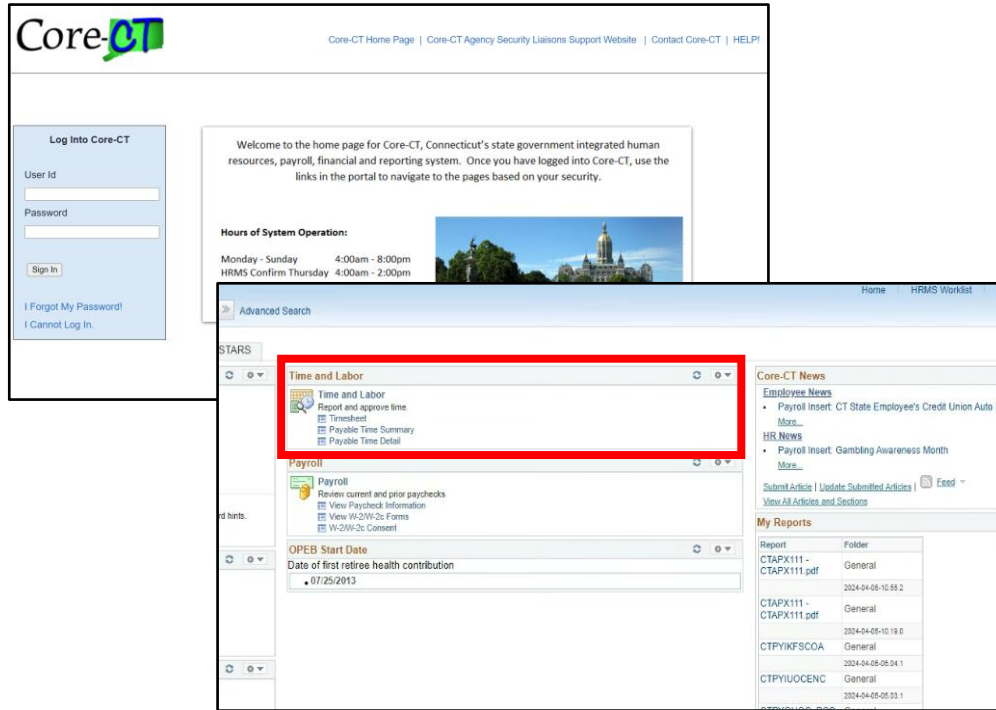 Core-CT
Core-CT Home Page | Core-CT Agency Security Liaisons Support Website | Contact Core-CT | HELP!
Log Into Core-CT
User Id
Password
Sign In
I Forgot My Password!
I Cannot Log In.
Welcome to the home page for Core-CT, Connecticut's state government integrated human
resources, payroll, financial and reporting system. Once you have logged into Core-CT, use the
links in the portal to navigate to the pages based on your security.
Hours of System Operation:
Monday - Sunday 4:00am - 8:00pm
HRMS Confirm Thursday 4:00am - 2:00pm
Home HRMS Worklist
Advanced Search
STARS
Time and Labor
Time and Labor
Report and approve time.
Timesheet
Payable Time Summary
Payable Time Detail
Payroll
Payroll
Review current and prior paychecks
View Paycheck Information
View W-2/W-2c Forms
W-2/W-2c Consent
rd hints.
OPEB Start Date
Date of first retiree health contribution
• 07/25/2013
Core-CT News
Employee News
• Payroll Insert: CT State Employee's Credit Union Auto
More...
HR News
• Payroll Insert: Gambling Awareness Month
More...
Submit Article | Update Submitted Articles | Feed
View All Articles and Sections
My Reports
Report Folder
CTAPX111 -
CTAPX111.pdf General
2024-04-06-10.55.2
CTAPX111 -
CTAPX111.pdf General
2024-04-06-10.19.0
CTPYIKFSCOA General
2024-04-05-05.04.1
CTPYIUOCENC General
2024-04-05-05.03.1